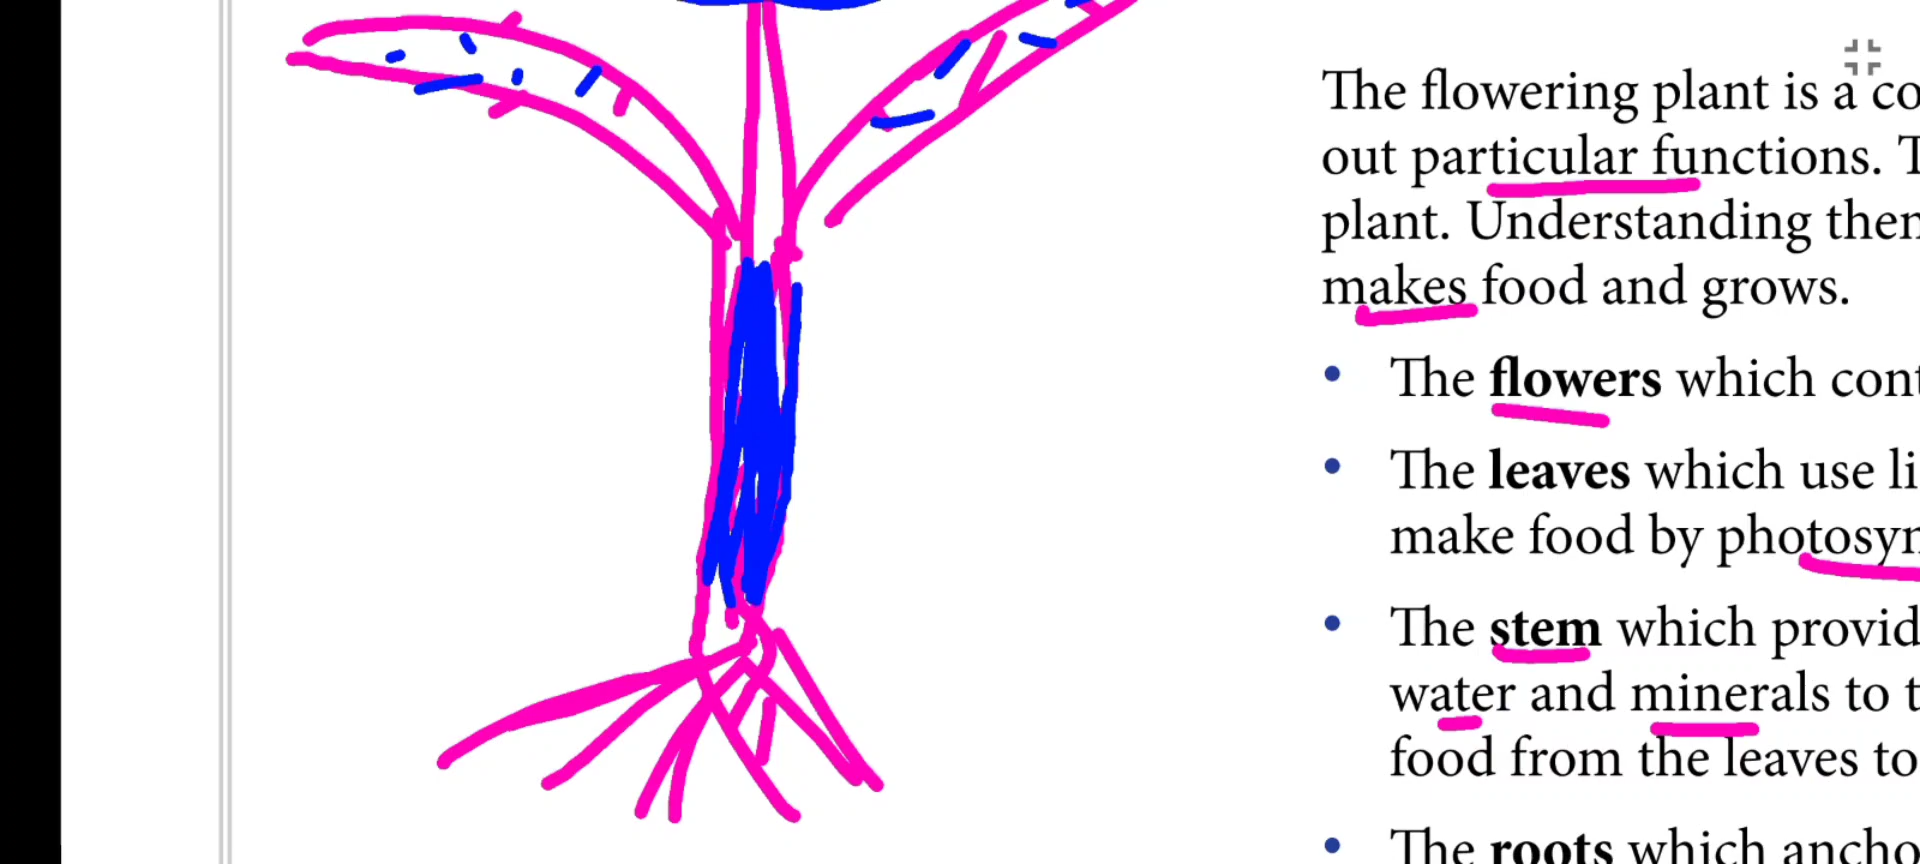 The flowering plant is a co
out particular functions. T
plant. Understanding then
makes food and grows.
• The flowers which cont
• The leaves which use li
make food by photosyn
• The stem which provid
water and minerals to t
food from the leaves to
• The roots which ancho